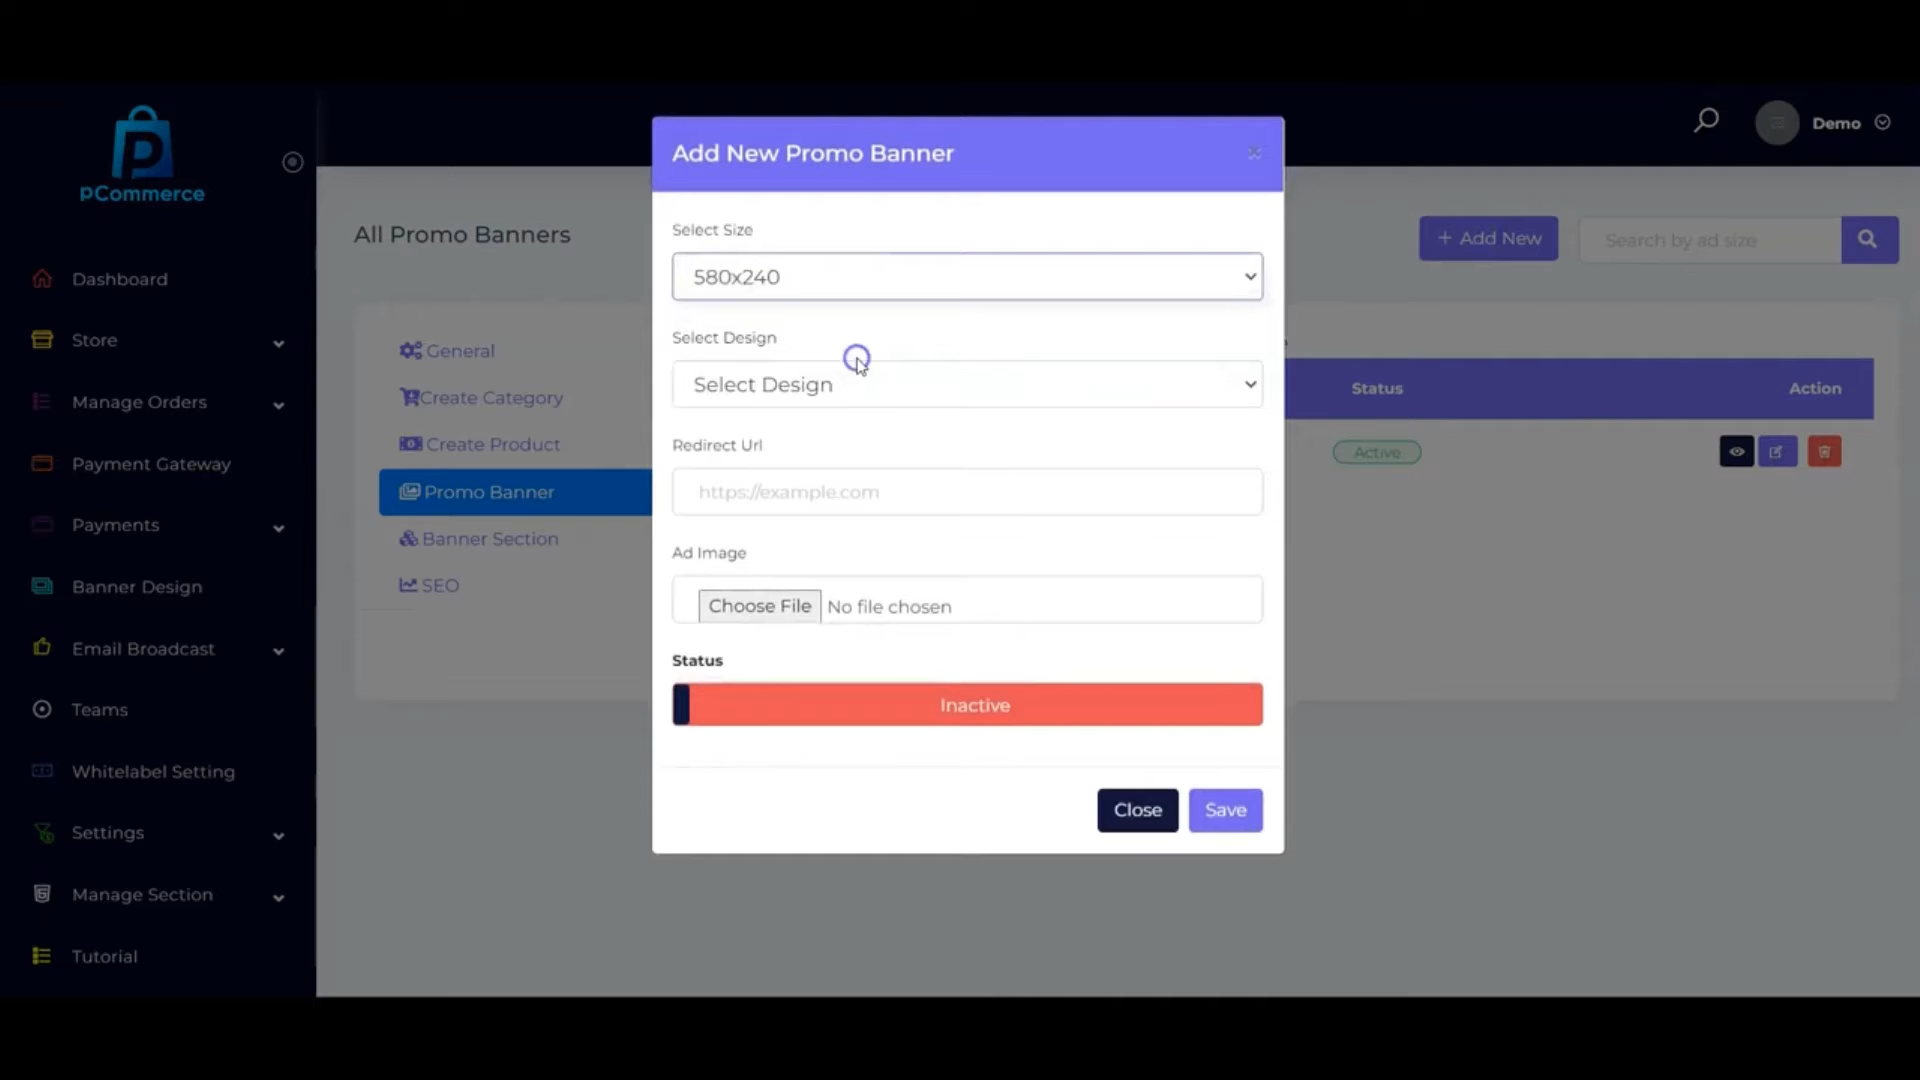 pCommerce
Demo
Dashboard
Store
Manage Orders
Payment Gateway
Payments
Banner Design
Email Broadcast
Teams
Whitelabel Setting
Settings
Manage Section
Tutorial
All Promo Banners
+ Add New
Search by ad size
General
Create Category
Create Product
Promo Banner
Banner Section
SEO
Status
Action
Active
Add New Promo Banner
Select Size
580x240
Select Design
Select Design
Redirect Url
https://example.com
Ad Image
Choose File No file chosen
Status
Inactive
Close
Save